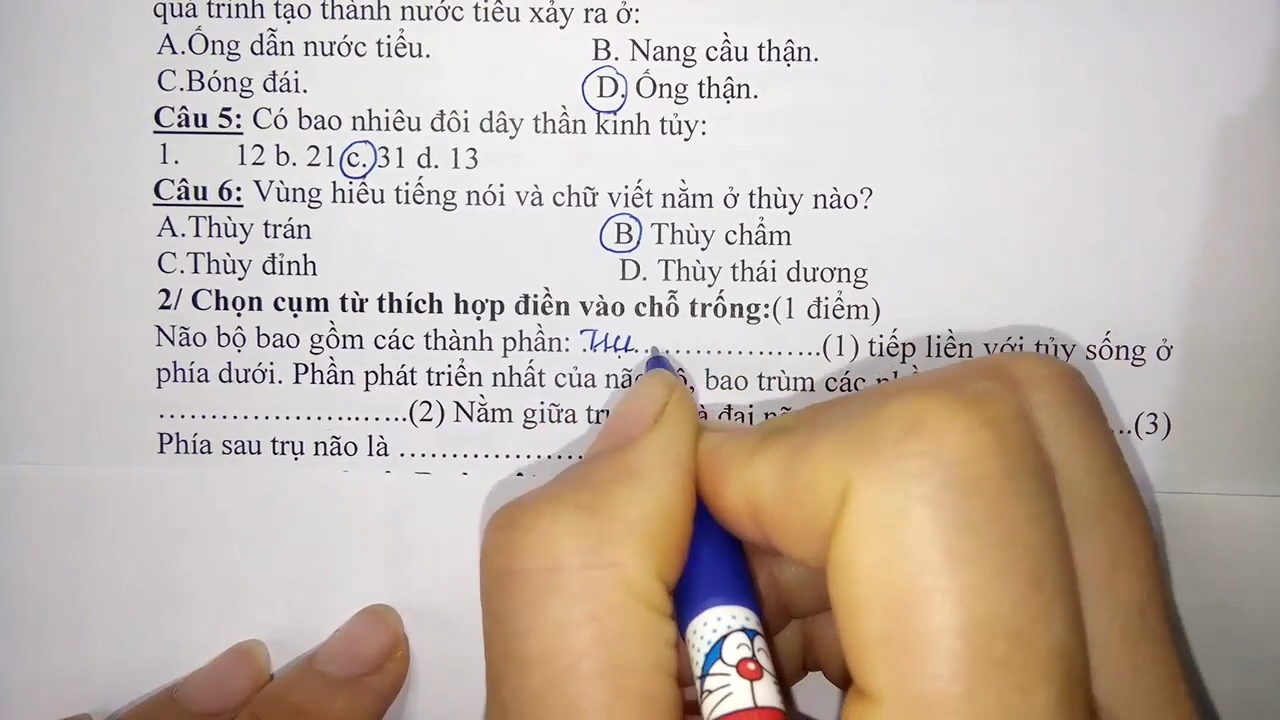 quá trình tạo thành nước tiểu xảy ra ở:
A.Ống dẫn nước tiểu. B. Nang cầu thận.
C.Bóng đái. D. Ống thận.
Câu 5: Có bao nhiêu đôi dây thần kinh tủy:
1. 12 b. 21 c. 31 d. 13
Câu 6: Vùng hiểu tiếng nói và chữ viết nằm ở thùy nào?
A.Thùy trán B. Thùy chẩm
C.Thùy đỉnh D. Thùy thái dương
2/ Chọn cụm từ thích hợp điền vào chỗ trống:(1 điểm)
Não bộ bao gồm các thành phần: ....................(1) tiếp liền với tủy sống ở
phía dưới. Phần phát triển nhất của não bộ, bao trùm các
........................(2) Nằm giữa đại ..(3)
Phía sau trụ não là ..................